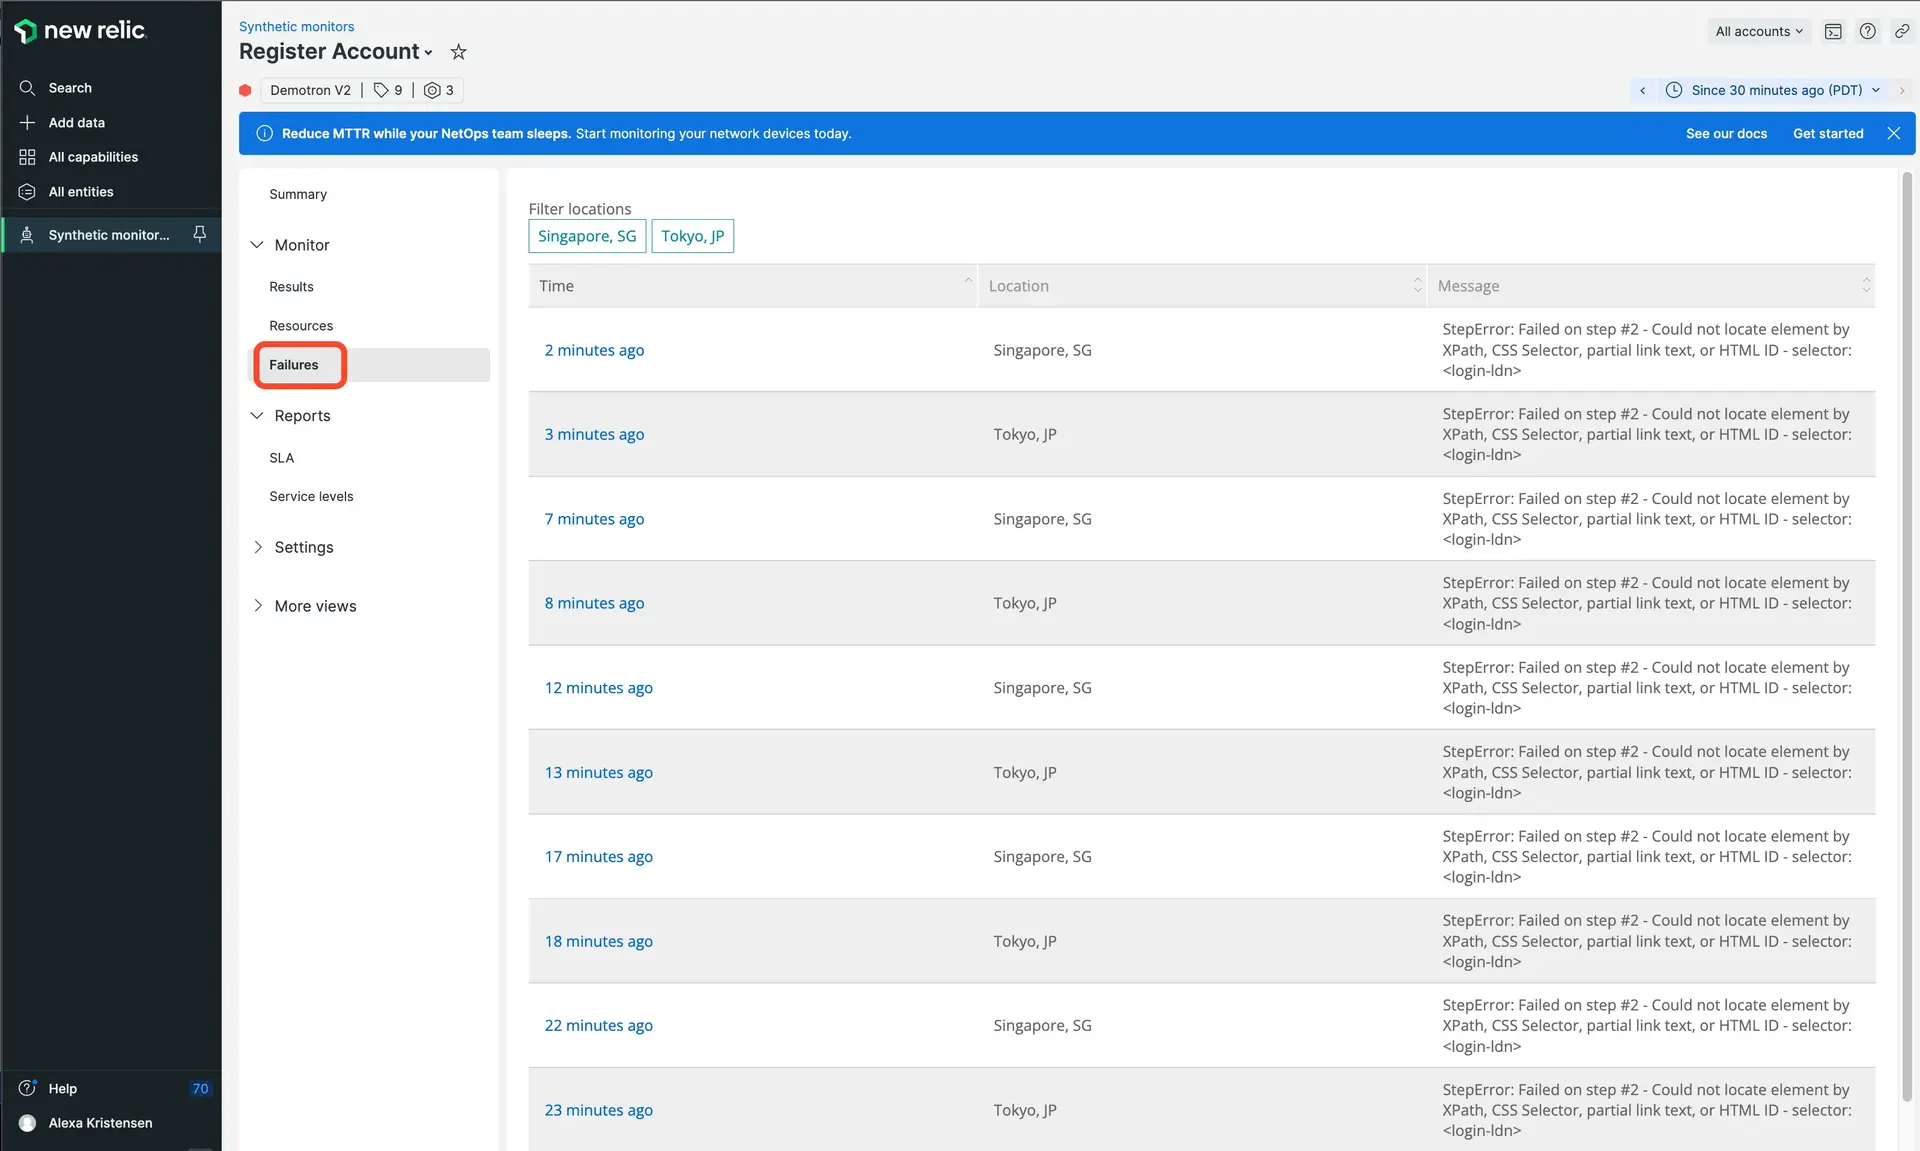 new relic
Search
Add data
All capabilities
All entities
Synthetic monitor...
Help 70
Alexa Kristensen
Synthetic monitors
Register Account
Demotron V2 | 9 | 3
All accounts
Since 30 minutes ago (PDT)
Reduce MTTR while your NetOps team sleeps. Start monitoring your network devices today.
See our docs Get started
Summary
Monitor
Results
Resources
Failures
Reports
SLA
Service levels
Settings
More views
Filter locations
Singapore, SG Tokyo, JP
Time Location Message
2 minutes ago Singapore, SG
StepError: Failed on step #2 - Could not locate element by
XPath, CSS Selector, partial link text, or HTML ID - selector:
<login-ldn>
3 minutes ago Tokyo, JP
StepError: Failed on step #2 - Could not locate element by
XPath, CSS Selector, partial link text, or HTML ID - selector:
<login-ldn>
7 minutes ago Singapore, SG
StepError: Failed on step #2 - Could not locate element by
XPath, CSS Selector, partial link text, or HTML ID - selector:
<login-ldn>
8 minutes ago Tokyo, JP
StepError: Failed on step #2 - Could not locate element by
XPath, CSS Selector, partial link text, or HTML ID - selector:
<login-ldn>
12 minutes ago Singapore, SG
StepError: Failed on step #2 - Could not locate element by
XPath, CSS Selector, partial link text, or HTML ID - selector:
<login-ldn>
13 minutes ago Tokyo, JP
StepError: Failed on step #2 - Could not locate element by
XPath, CSS Selector, partial link text, or HTML ID - selector:
<login-ldn>
17 minutes ago Singapore, SG
StepError: Failed on step #2 - Could not locate element by
XPath, CSS Selector, partial link text, or HTML ID - selector:
<login-ldn>
18 minutes ago Tokyo, JP
StepError: Failed on step #2 - Could not locate element by
XPath, CSS Selector, partial link text, or HTML ID - selector:
<login-ldn>
22 minutes ago Singapore, SG
StepError: Failed on step #2 - Could not locate element by
XPath, CSS Selector, partial link text, or HTML ID - selector:
<login-ldn>
23 minutes ago Tokyo, JP
StepError: Failed on step #2 - Could not locate element by
XPath, CSS Selector, partial link text, or HTML ID - selector:
<login-ldn>